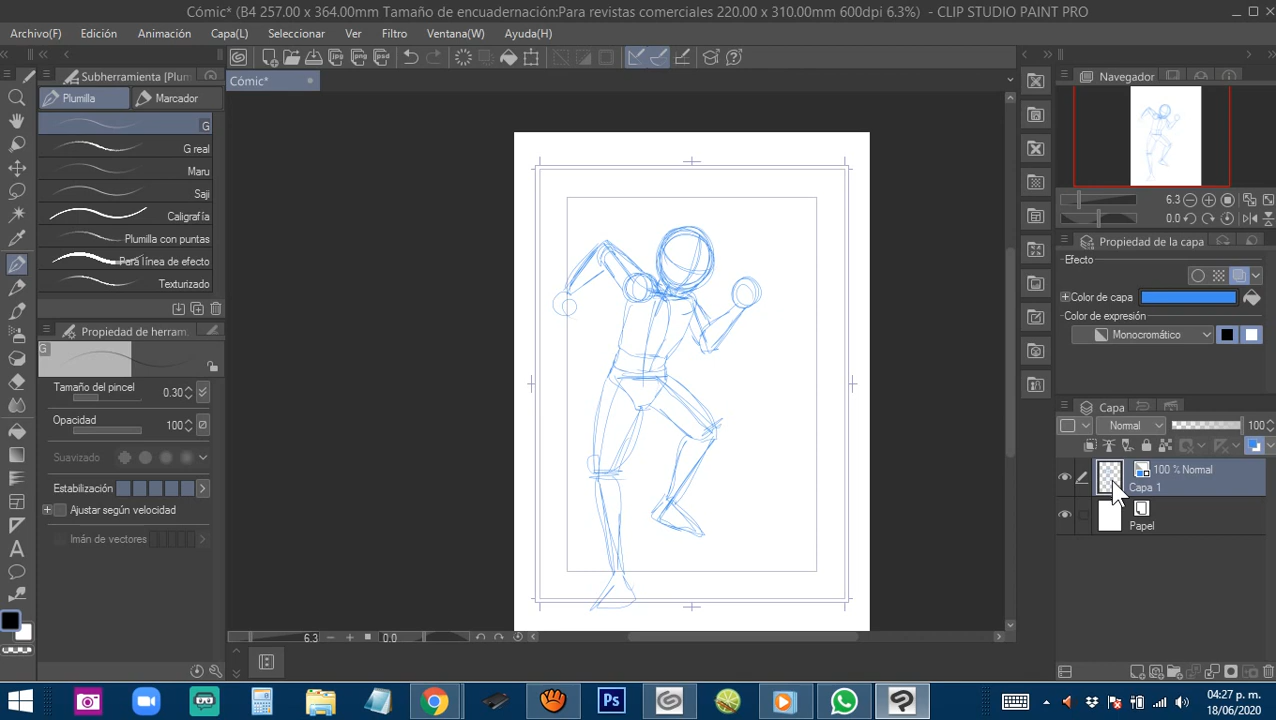 Cómic* (B4 257.00 x 364.00mm Tamaño de encuadernación:Para revistas comerciales 220.00 x 310.00mm 600dpi 6.3%) - CLIP STUDIO PAINT PRO
Archivo(F) Edición Animación Capa(L) Seleccionar Ver Filtro Ventana(W) Ayuda(H)
Subherramienta (Plum
Cómic*
Navegador
Plumilla Marcador
G
G real
Maru
Saji
Caligrafía
Plumilla con puntas
Para línea de efecto
Texturizado
Propiedad de herram
G
Tamaño del pincel 0.30
Opacidad 100
Suavizado
Estabilización
Ajustar según velocidad
Imán de vectores
6.3 0.0
6.3
0.0
Propiedad de la capa
Efecto
Color de capa
Color de expresión
Monocromático
Capa
Normal 100
100 % Normal
Capa 1
Papel
Ps
04:27 p. m.
18/06/2020